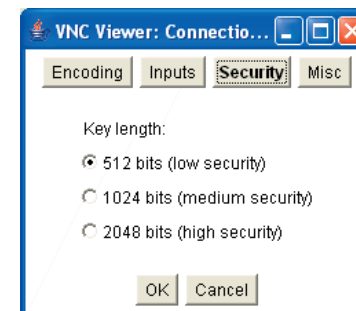 VNC Viewer: Connectio...
Encoding Inputs Security Misc
Key length:
512 bits (low security)
1024 bits (medium security)
2048 bits (high security)
OK Cancel